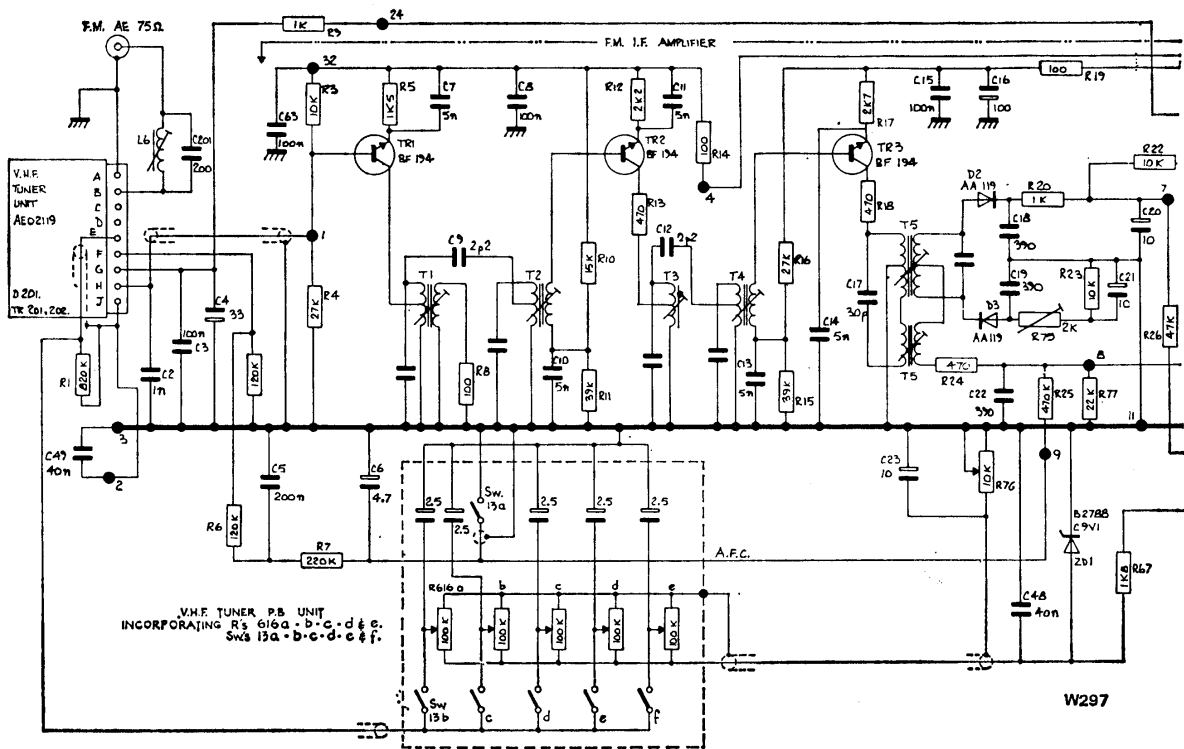 F.M. AE 75Ω
1K
R9
24
F.M. I.F. AMPLIFIER
32
R3
10K
C63
100n
R5
1K5
C7
5n
C8
100n
R12
2K2
C11
5n
100
R14
4
R17
2K7
C15
100n
C16
100
100
R19
L6
C201
200
TR1
BF 194
TR2
BF 194
TR3
BF 194
R22
10K
V.H.F.
TUNER
UNIT
AEO2119
D201.
TR 201, 202.
A
B
C
D
E
F
G
H
J
1
R4
27K
C9
2p2
T1
T2
R10
15K
R13
470
C12
2p2
T3
T4
R16
27K
R18
470
T5
C17
30p
T5
D2
AA 119
R20
1K
7
C18
390
C20
10
C19
390
R23
10K
C21
10
D3
AA119
R75
2K
R26
47K
C4
33
100n
C3
C2
1n
R1
820K
120K
R8
100
C10
5n
39K
R11
C13
5n
39K
R15
C14
5n
470
R24
8
C22
390
470K
R25
22K
R77
11
3
C49
40n
2
R6
120K
C5
200n
C6
4.7
R7
220K
2.5
2.5
Sw.
13a
2.5
2.5
2.5
C23
10
10K
R76
9
BZY88
C9V1
ZD1
1K8
R67
C48
40n
A.F.C.
V.H.F. TUNER P.B UNIT
INCORPORATING R's 616a·b·c·d & e.
Sw's 13a·b·c·d·e & f.
R616a
b
c
d
e
100K
100K
100K
100K
100K
Sw
13b
c
d
e
f
W297